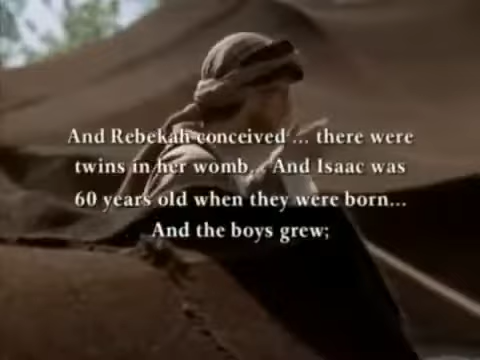 And Rebekah conceived ... there were
twins in her womb... And Isaac was
60 years old when they were born...
And the boys grew;